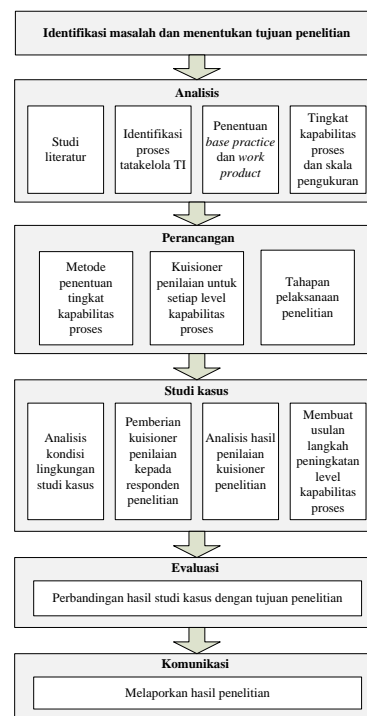 Identifikasi masalah dan menentukan tujuan penelitian
Analisis
Studi
literatur
Identifikasi
proses
tatakelola TI
Penentuan
base practice
dan work
product
Tingkat
kapabilitas
proses
dan skala
pengukuran
Perancangan
Metode
penentuan
tingkat
kapabilitas
proses
Kuisioner
penilaian untuk
setiap level
kapabilitas
proses
Tahapan
pelaksanaan
penelitian
Studi kasus
Analisis
kondisi
lingkungan
studi kasus
Pemberian
kuisioner
penilaian
kepada
responden
penelitian
Analisis hasil
penilaian
kuisioner
penelitian
Membuat
usulan
langkah
peningkatan
level
kapabilitas
proses
Evaluasi
Perbandingan hasil studi kasus dengan tujuan penelitian
Komunikasi
Melaporkan hasil penelitian